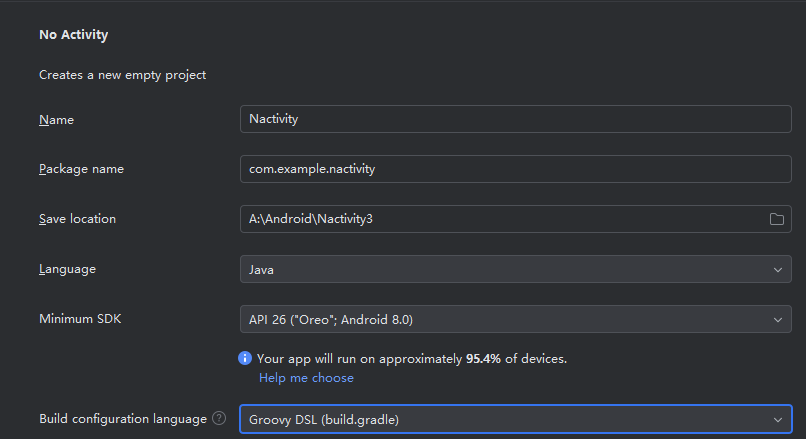 No Activity
Creates a new empty project
Name Nactivity
Package name com.example.nactivity
Save location A:\Android\Nactivity3
Language Java
Minimum SDK API 26 ("Oreo"; Android 8.0)
Your app will run on approximately 95.4% of devices.
Help me choose
Build configuration language ? Groovy DSL (build.gradle)